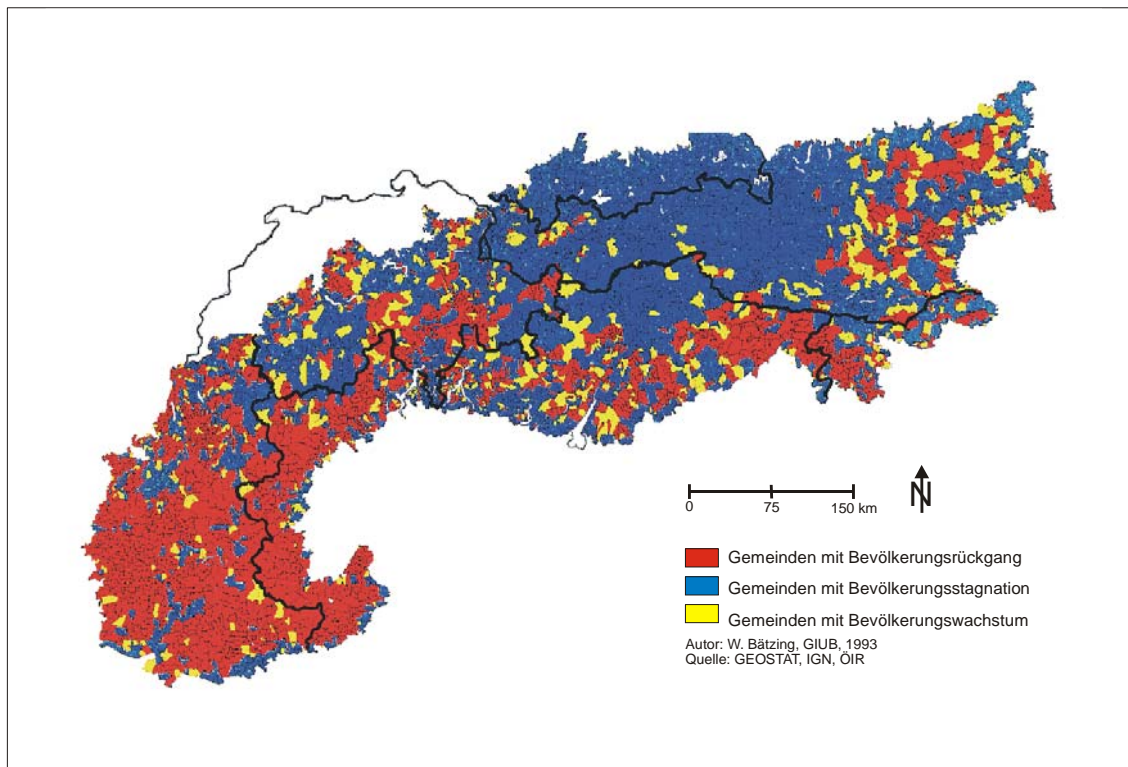 N
0 75 150 km
Gemeinden mit Bevölkerungsrückgang
Gemeinden mit Bevölkerungsstagnation
Gemeinden mit Bevölkerungswachstum
Autor: W. Bätzing, GIUB, 1993
Quelle: GEOSTAT, IGN, ÖIR